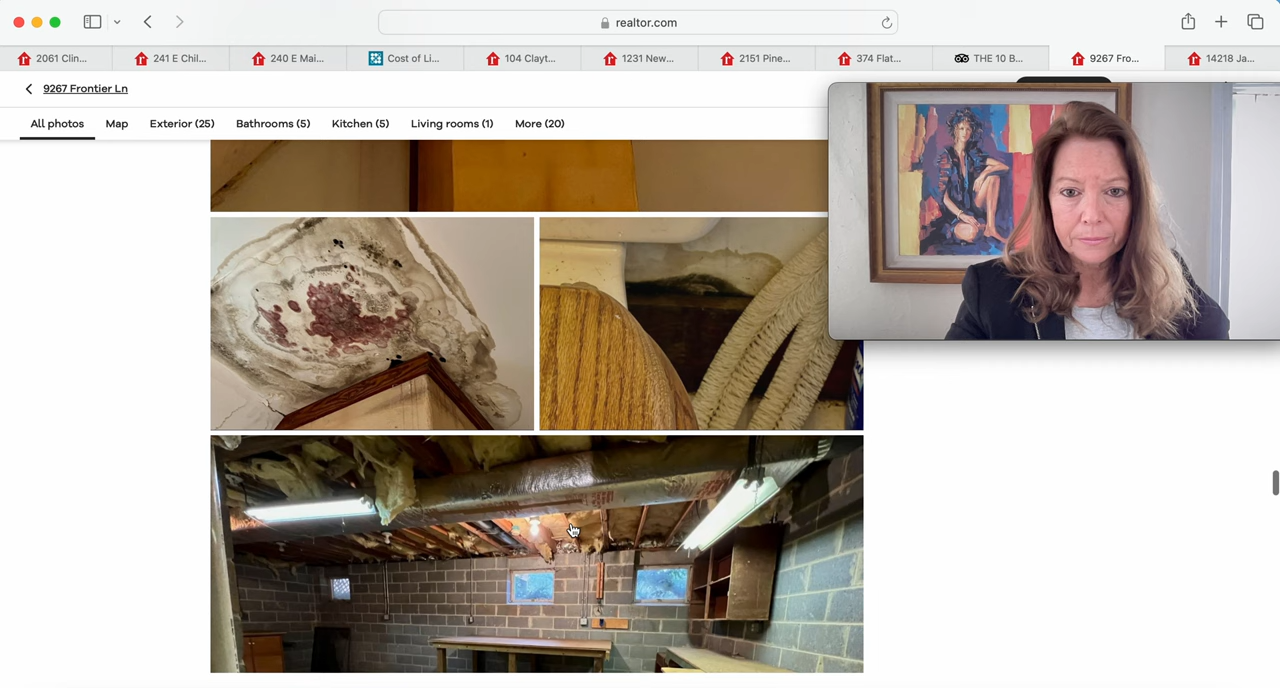 realtor.com
2061 Clin...
241 E Chil...
240 E Mai...
Cost of Li...
104 Clayt...
1231 New...
2151 Pine...
374 Flat...
THE 10 B...
9267 Fro...
14218 Ja...
9267 Frontier Ln
All photos
Map
Exterior (25)
Bathrooms (5)
Kitchen (5)
Living rooms (1)
More (20)